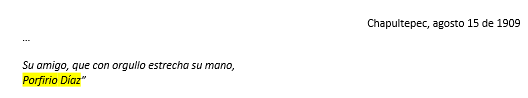 Chapultepec, agosto 15 de 1909
...
Su amigo, que con orgullo estrecha su mano,
Porfirio Díaz”